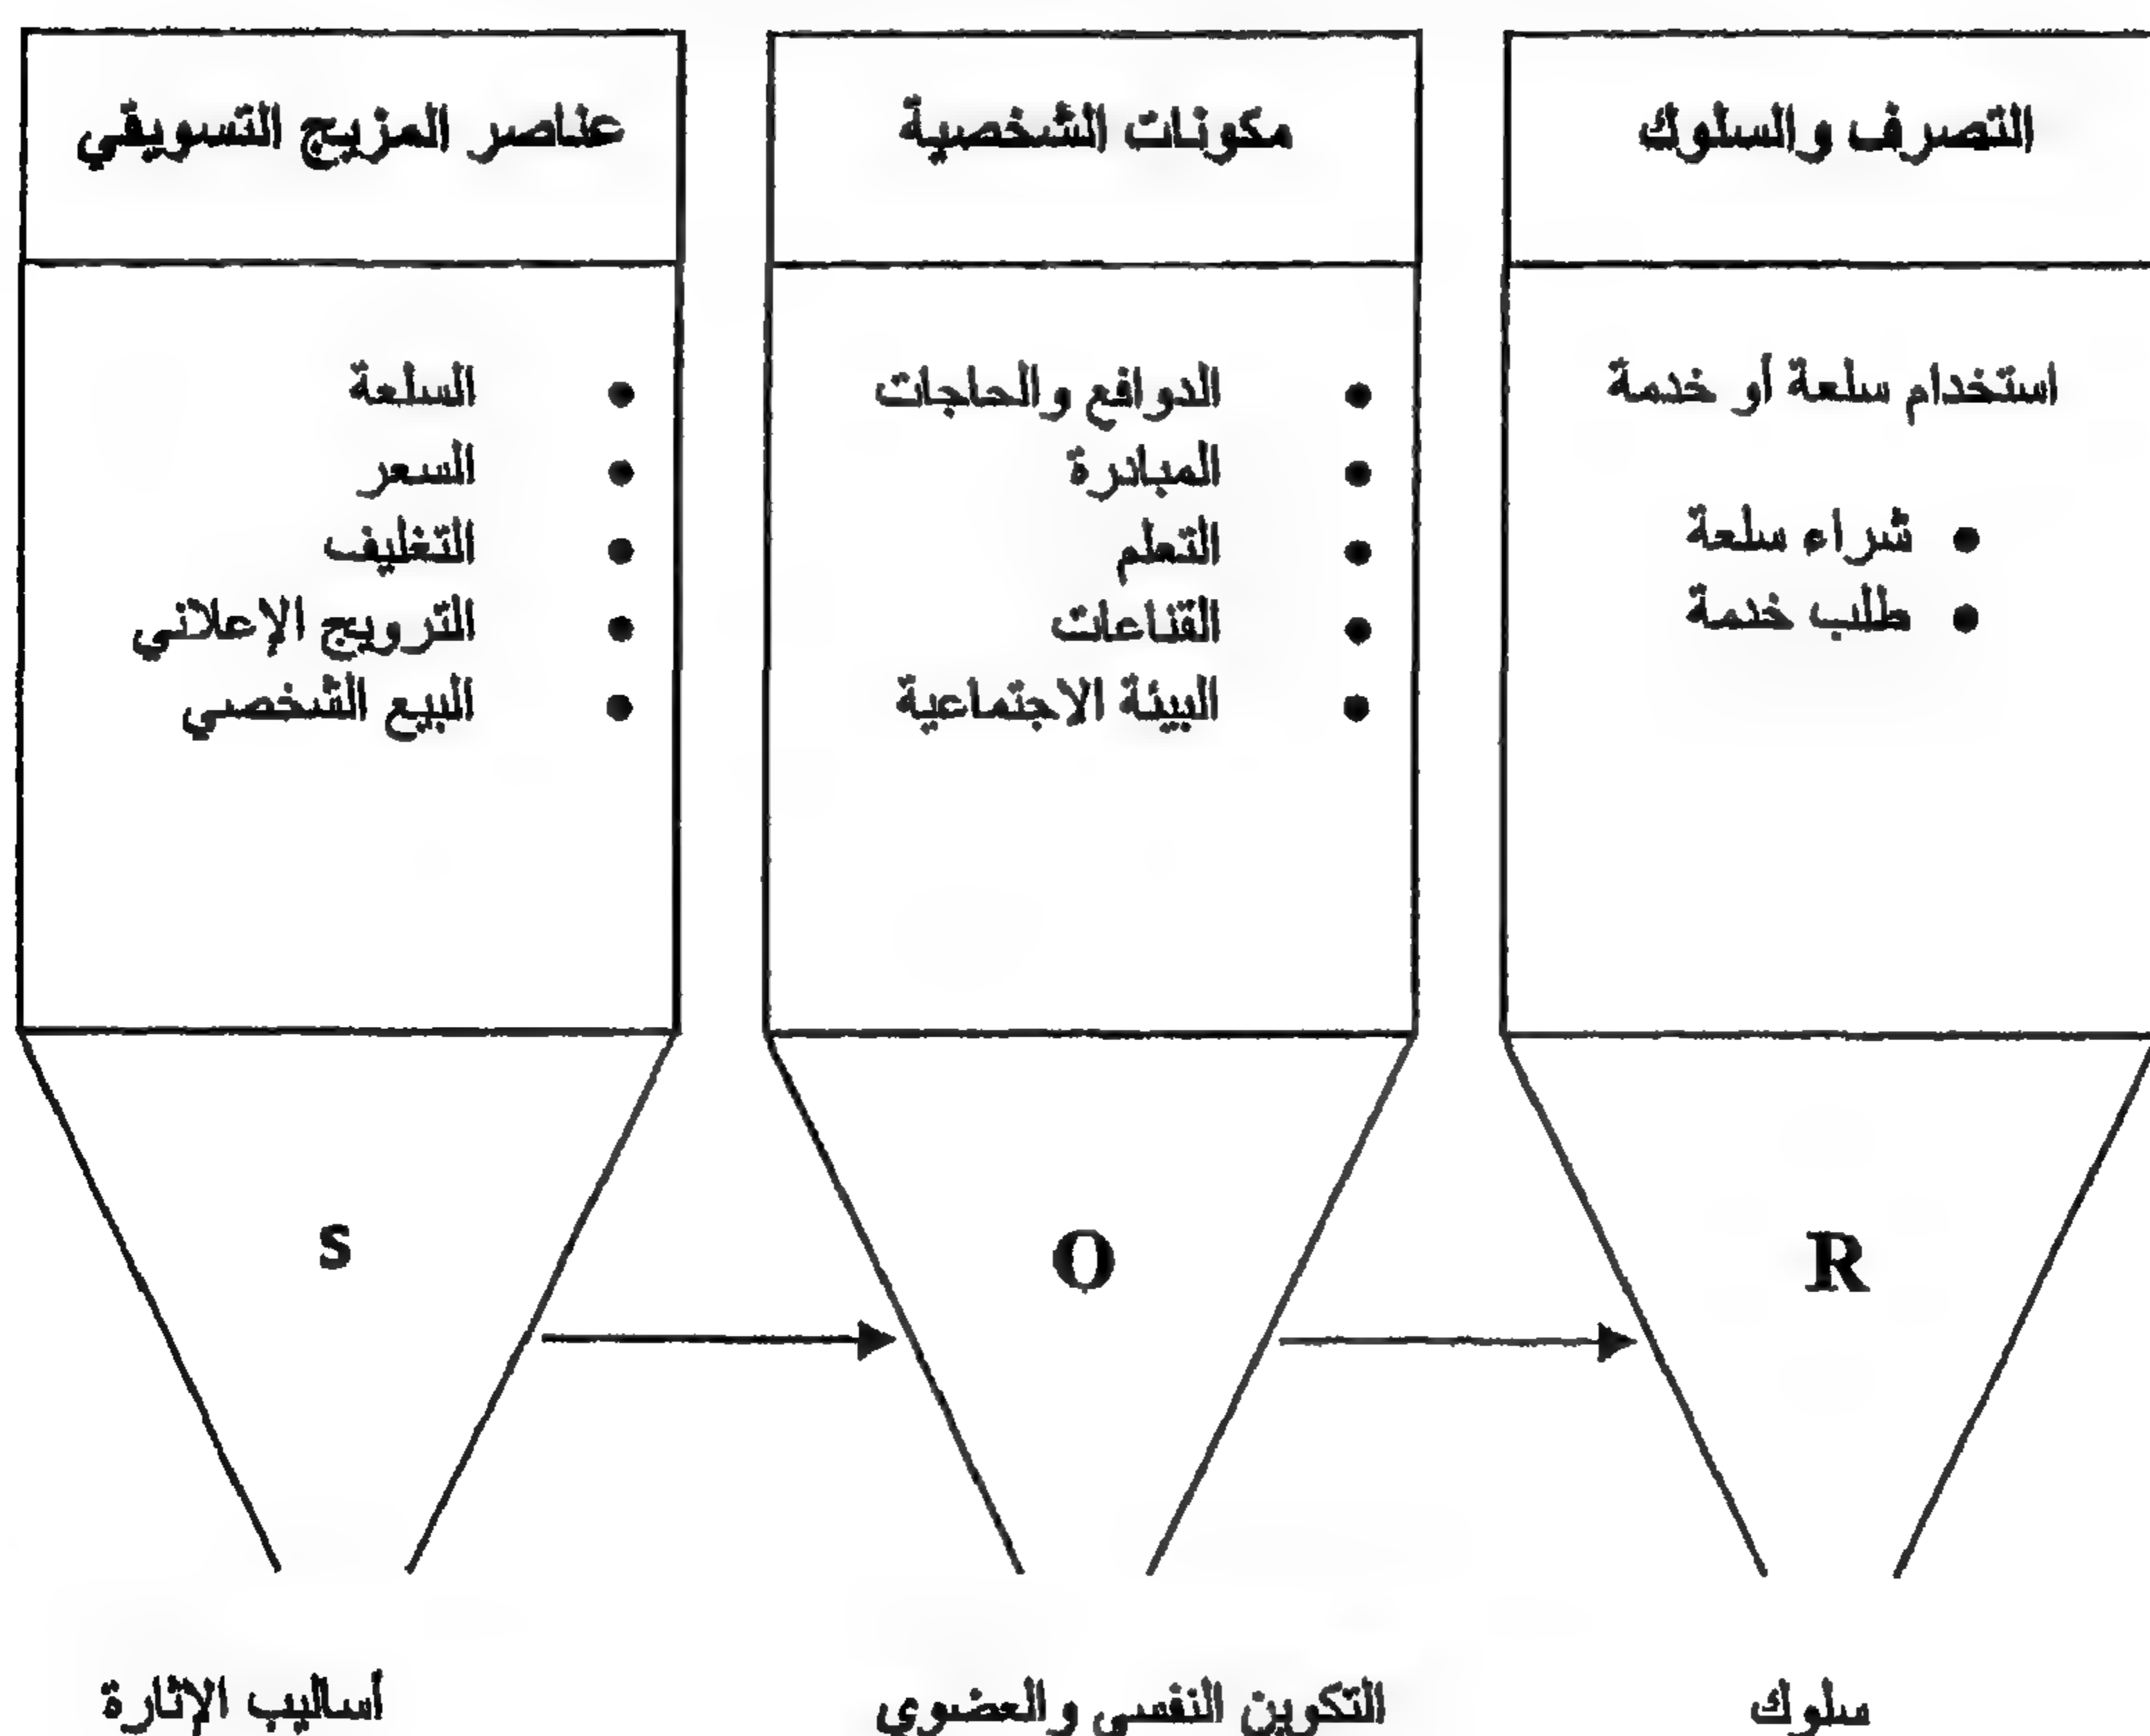 عناصر المزيج التسويقي
السلعة
السعر
التغليف
الترويج الإعلاني
البيع الشخصي
S
أساليب الإثارة
مكونات الشخصية
الدوافع والحاجات
المبادرة
التعلم
القناعات
البيئة الاجتماعية
O
التكوين النفسي والعضوي
التصرف والسلوك
استخدام سلعة أو خدمة
شراء سلعة
طلب خدمة
R
سلوك